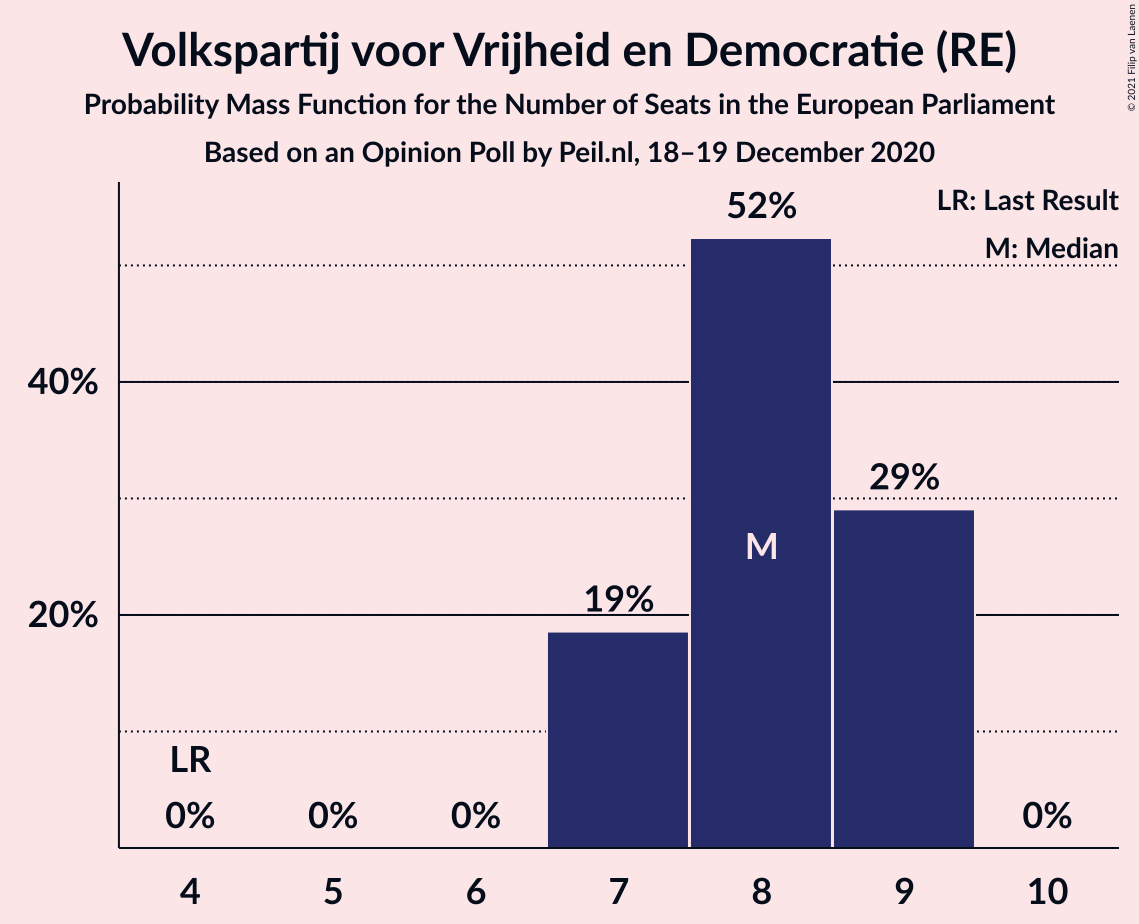 Volkspartij voor Vrijheid en Democratie (RE)
Probability Mass Function for the Number of Seats in the European Parliament
Based on an Opinion Poll by Peil.nl, 18–19 December 2020
© 2021 Filip van Laenen
LR: Last Result
M: Median
52%
40%
29%
M
20%
19%
LR
0%
0%
0%
0%
4
5
6
7
8
9
10